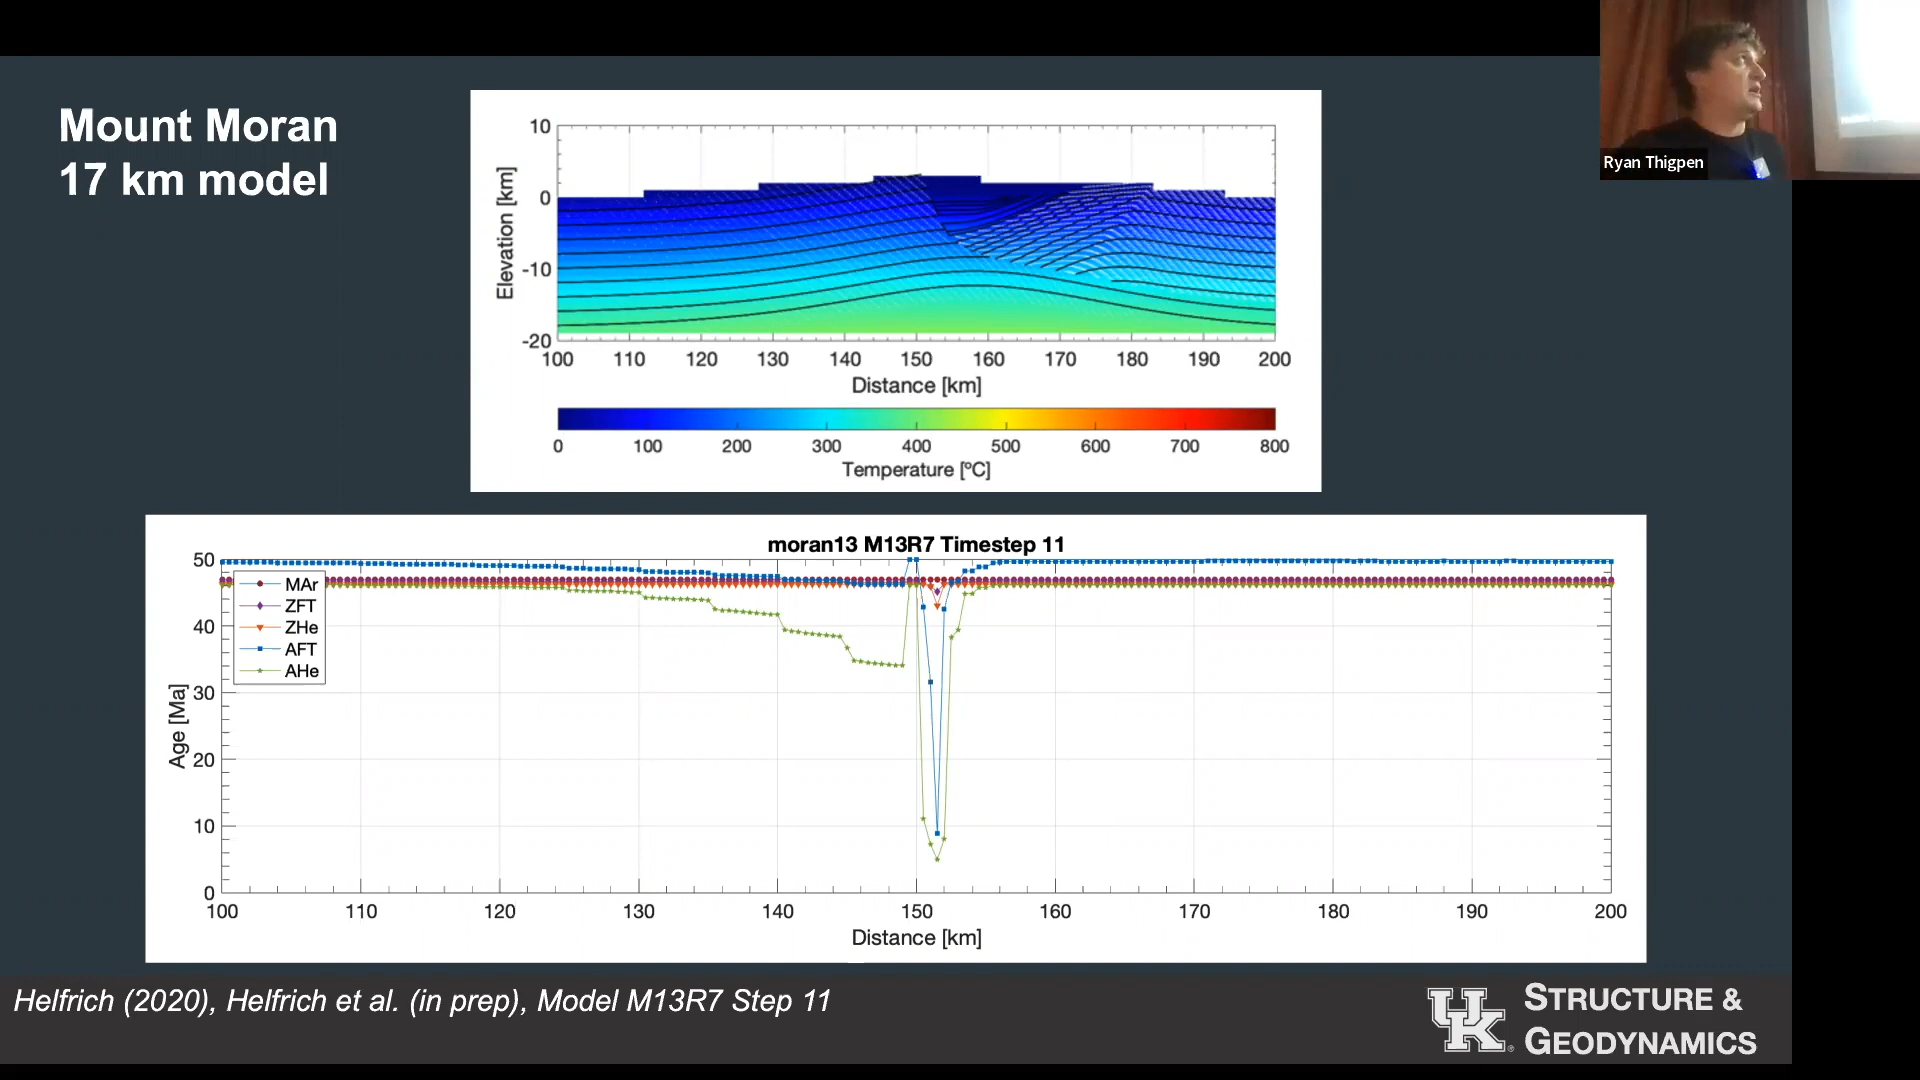 Mount Moran
17 km model
Ryan Thigpen
10
0
-10
-20
Elevation [km]
100 110 120 130 140 150 160 170 180 190 200
Distance [km]
0 100 200 300 400 500 600 700 800
Temperature [ºC]
moran13 M13R7 Timestep 11
50
40
30
20
10
0
Age [Ma]
MAr
ZFT
ZHe
AFT
AHe
100 110 120 130 140 150 160 170 180 190 200
Distance [km]
Helfrich (2020), Helfrich et al. (in prep), Model M13R7 Step 11
UK
STRUCTURE &
GEODYNAMICS